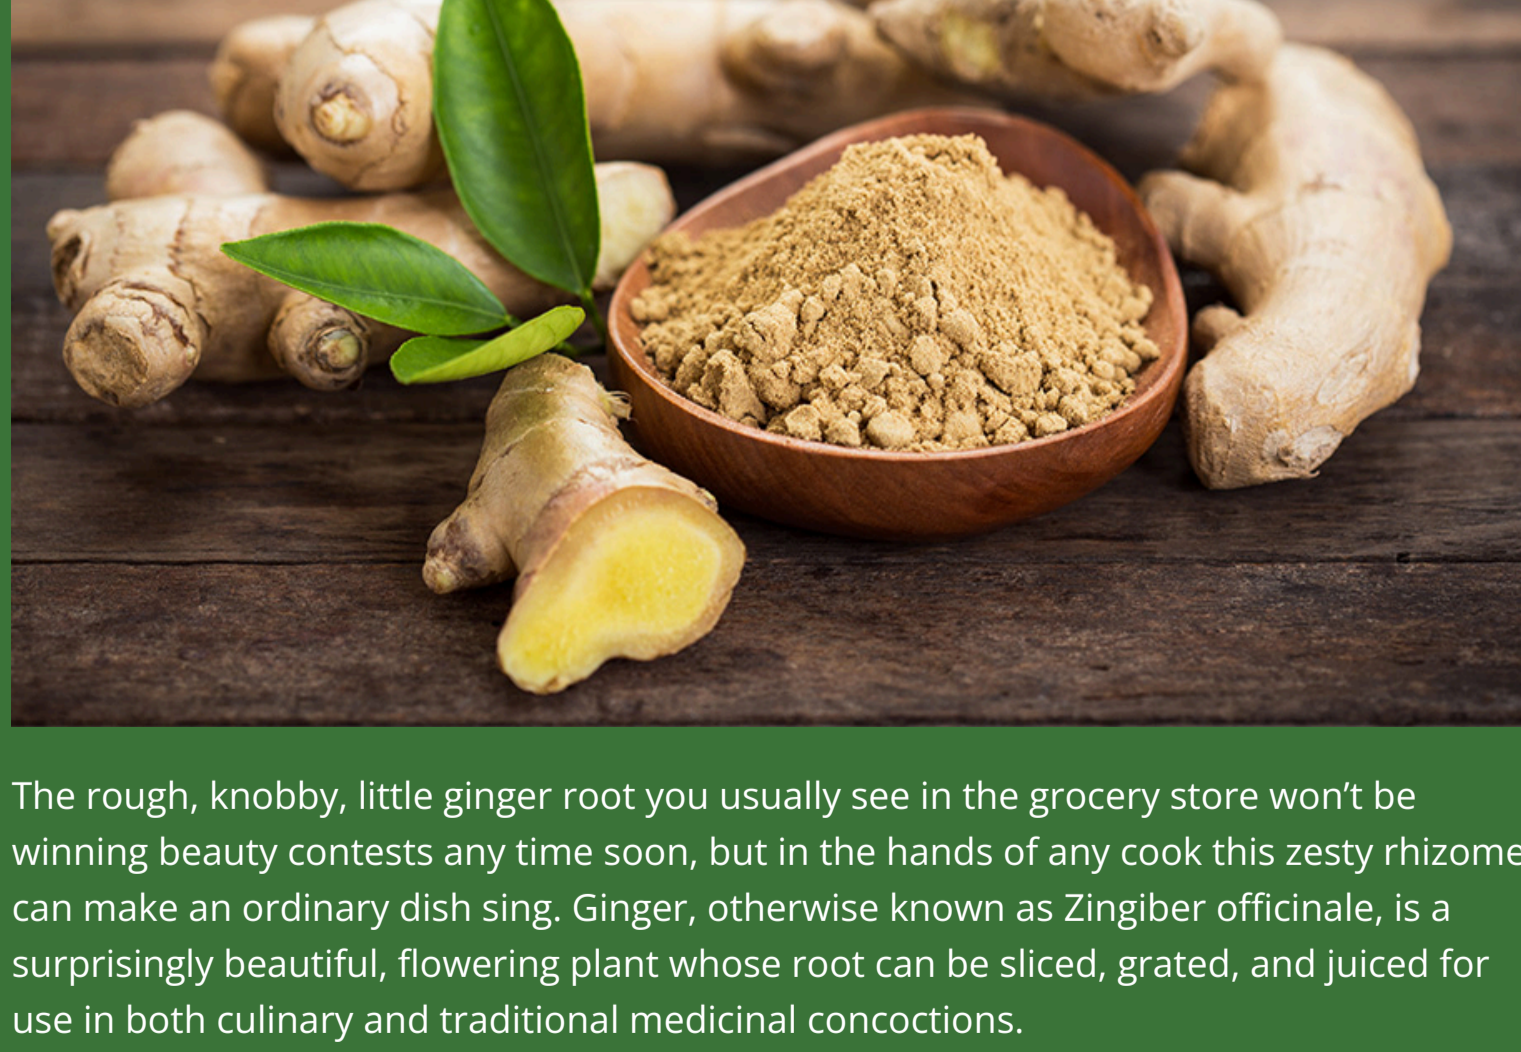 The rough, knobby, little ginger root you usually see in the grocery store won’t be
winning beauty contests any time soon, but in the hands of any cook this zesty rhizome
can make an ordinary dish sing. Ginger, otherwise known as Zingiber officinale, is a
surprisingly beautiful, flowering plant whose root can be sliced, grated, and juiced for
use in both culinary and traditional medicinal concoctions.